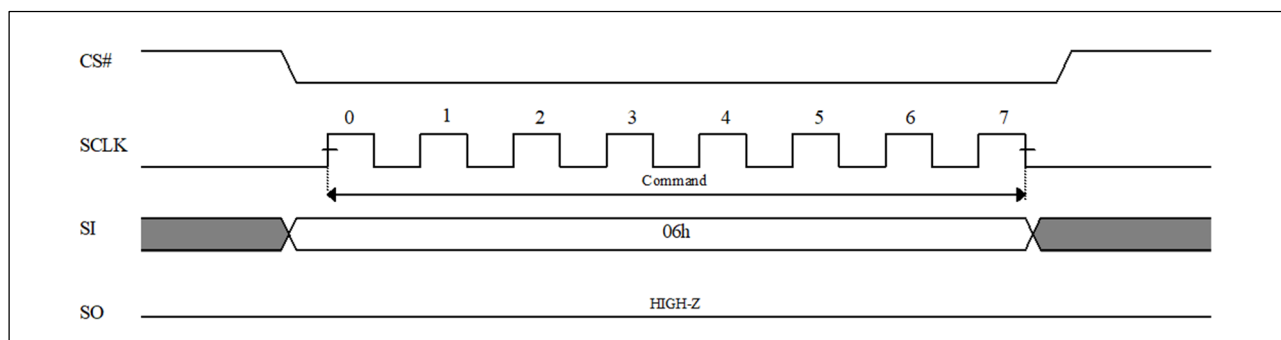 CS#
0 1 2 3 4 5 6 7
SCLK
Command
SI
06h
HIGH-Z
SO